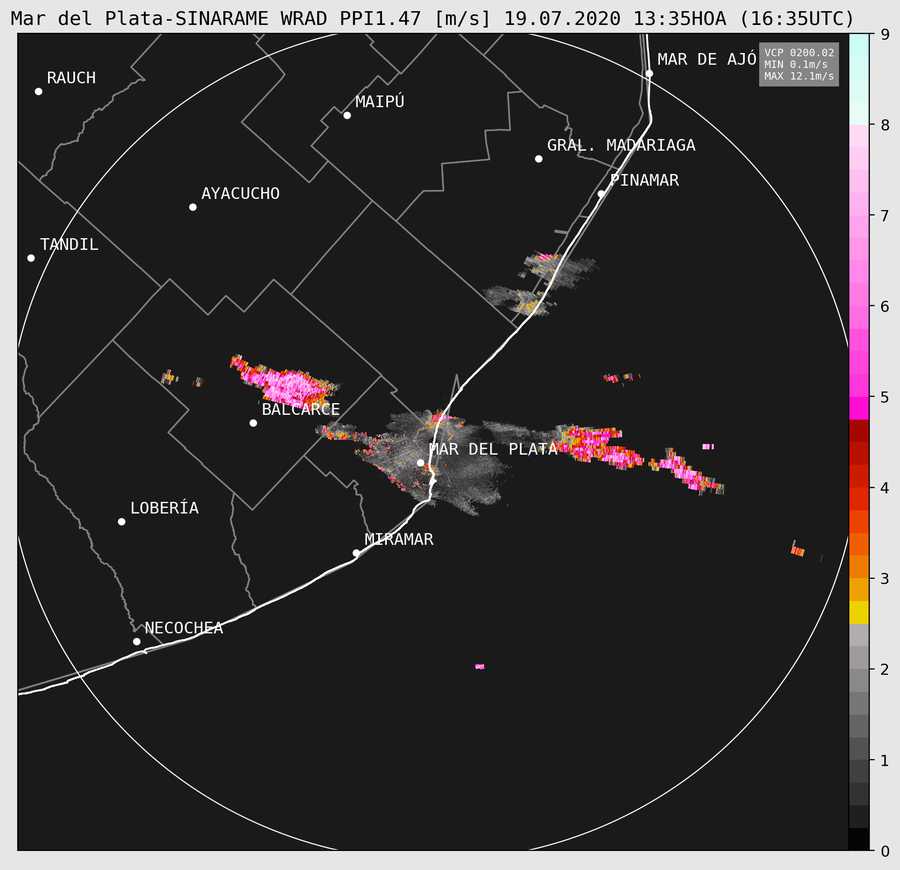 Mar del Plata-SINARAME WRAD PPI1.47 [m/s] 19.07.2020 13:35HOA (16:35UTC)
VCP 0200.02
MIN 0.1m/s
MAX 12.1m/s
MAR DE AJÓ
RAUCH
MAIPÚ
GRAL. MADARIAGA
PINAMAR
AYACUCHO
TANDIL
BALCARCE
MAR DEL PLATA
LOBERÍA
MIRAMAR
NECOCHEA
9
8
7
6
5
4
3
2
1
0